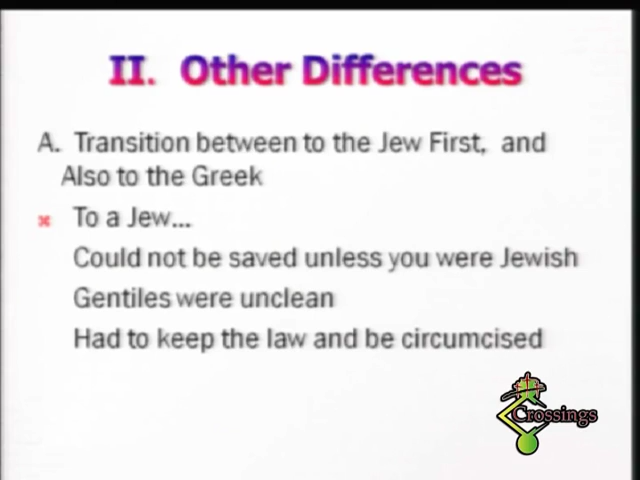 II. Other Differences
A. Transition between to the Jew First, and
Also to the Greek
To a Jew...
Could not be saved unless you were Jewish
Gentiles were unclean
Had to keep the law and be circumcised
Crossings